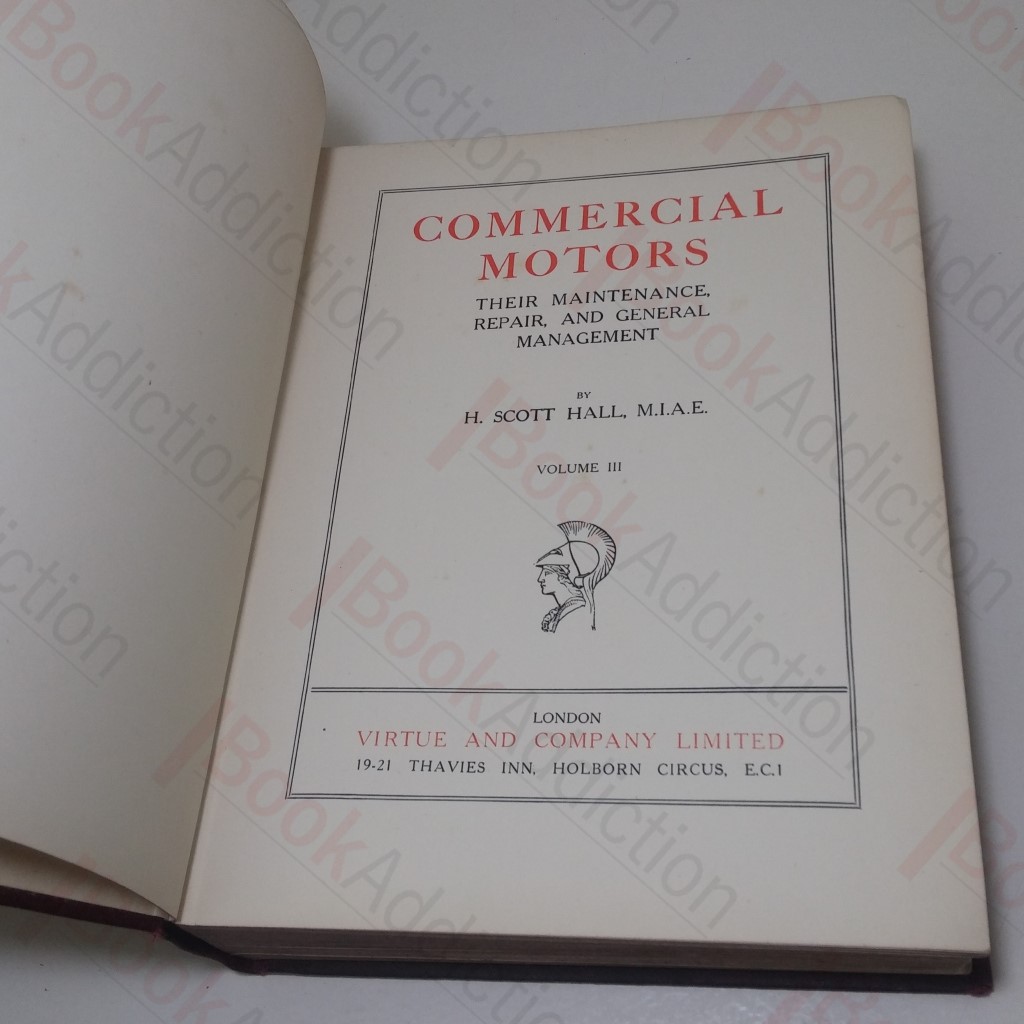 COMMERCIAL
MOTORS
THEIR MAINTENANCE,
REPAIR, AND GENERAL
MANAGEMENT
BY
H. SCOTT HALL, M.I.A.E.
VOLUME III
LONDON
VIRTUE AND COMPANY LIMITED
19-21 THAVIES INN, HOLBORN CIRCUS, E.C.1
BookAddiction